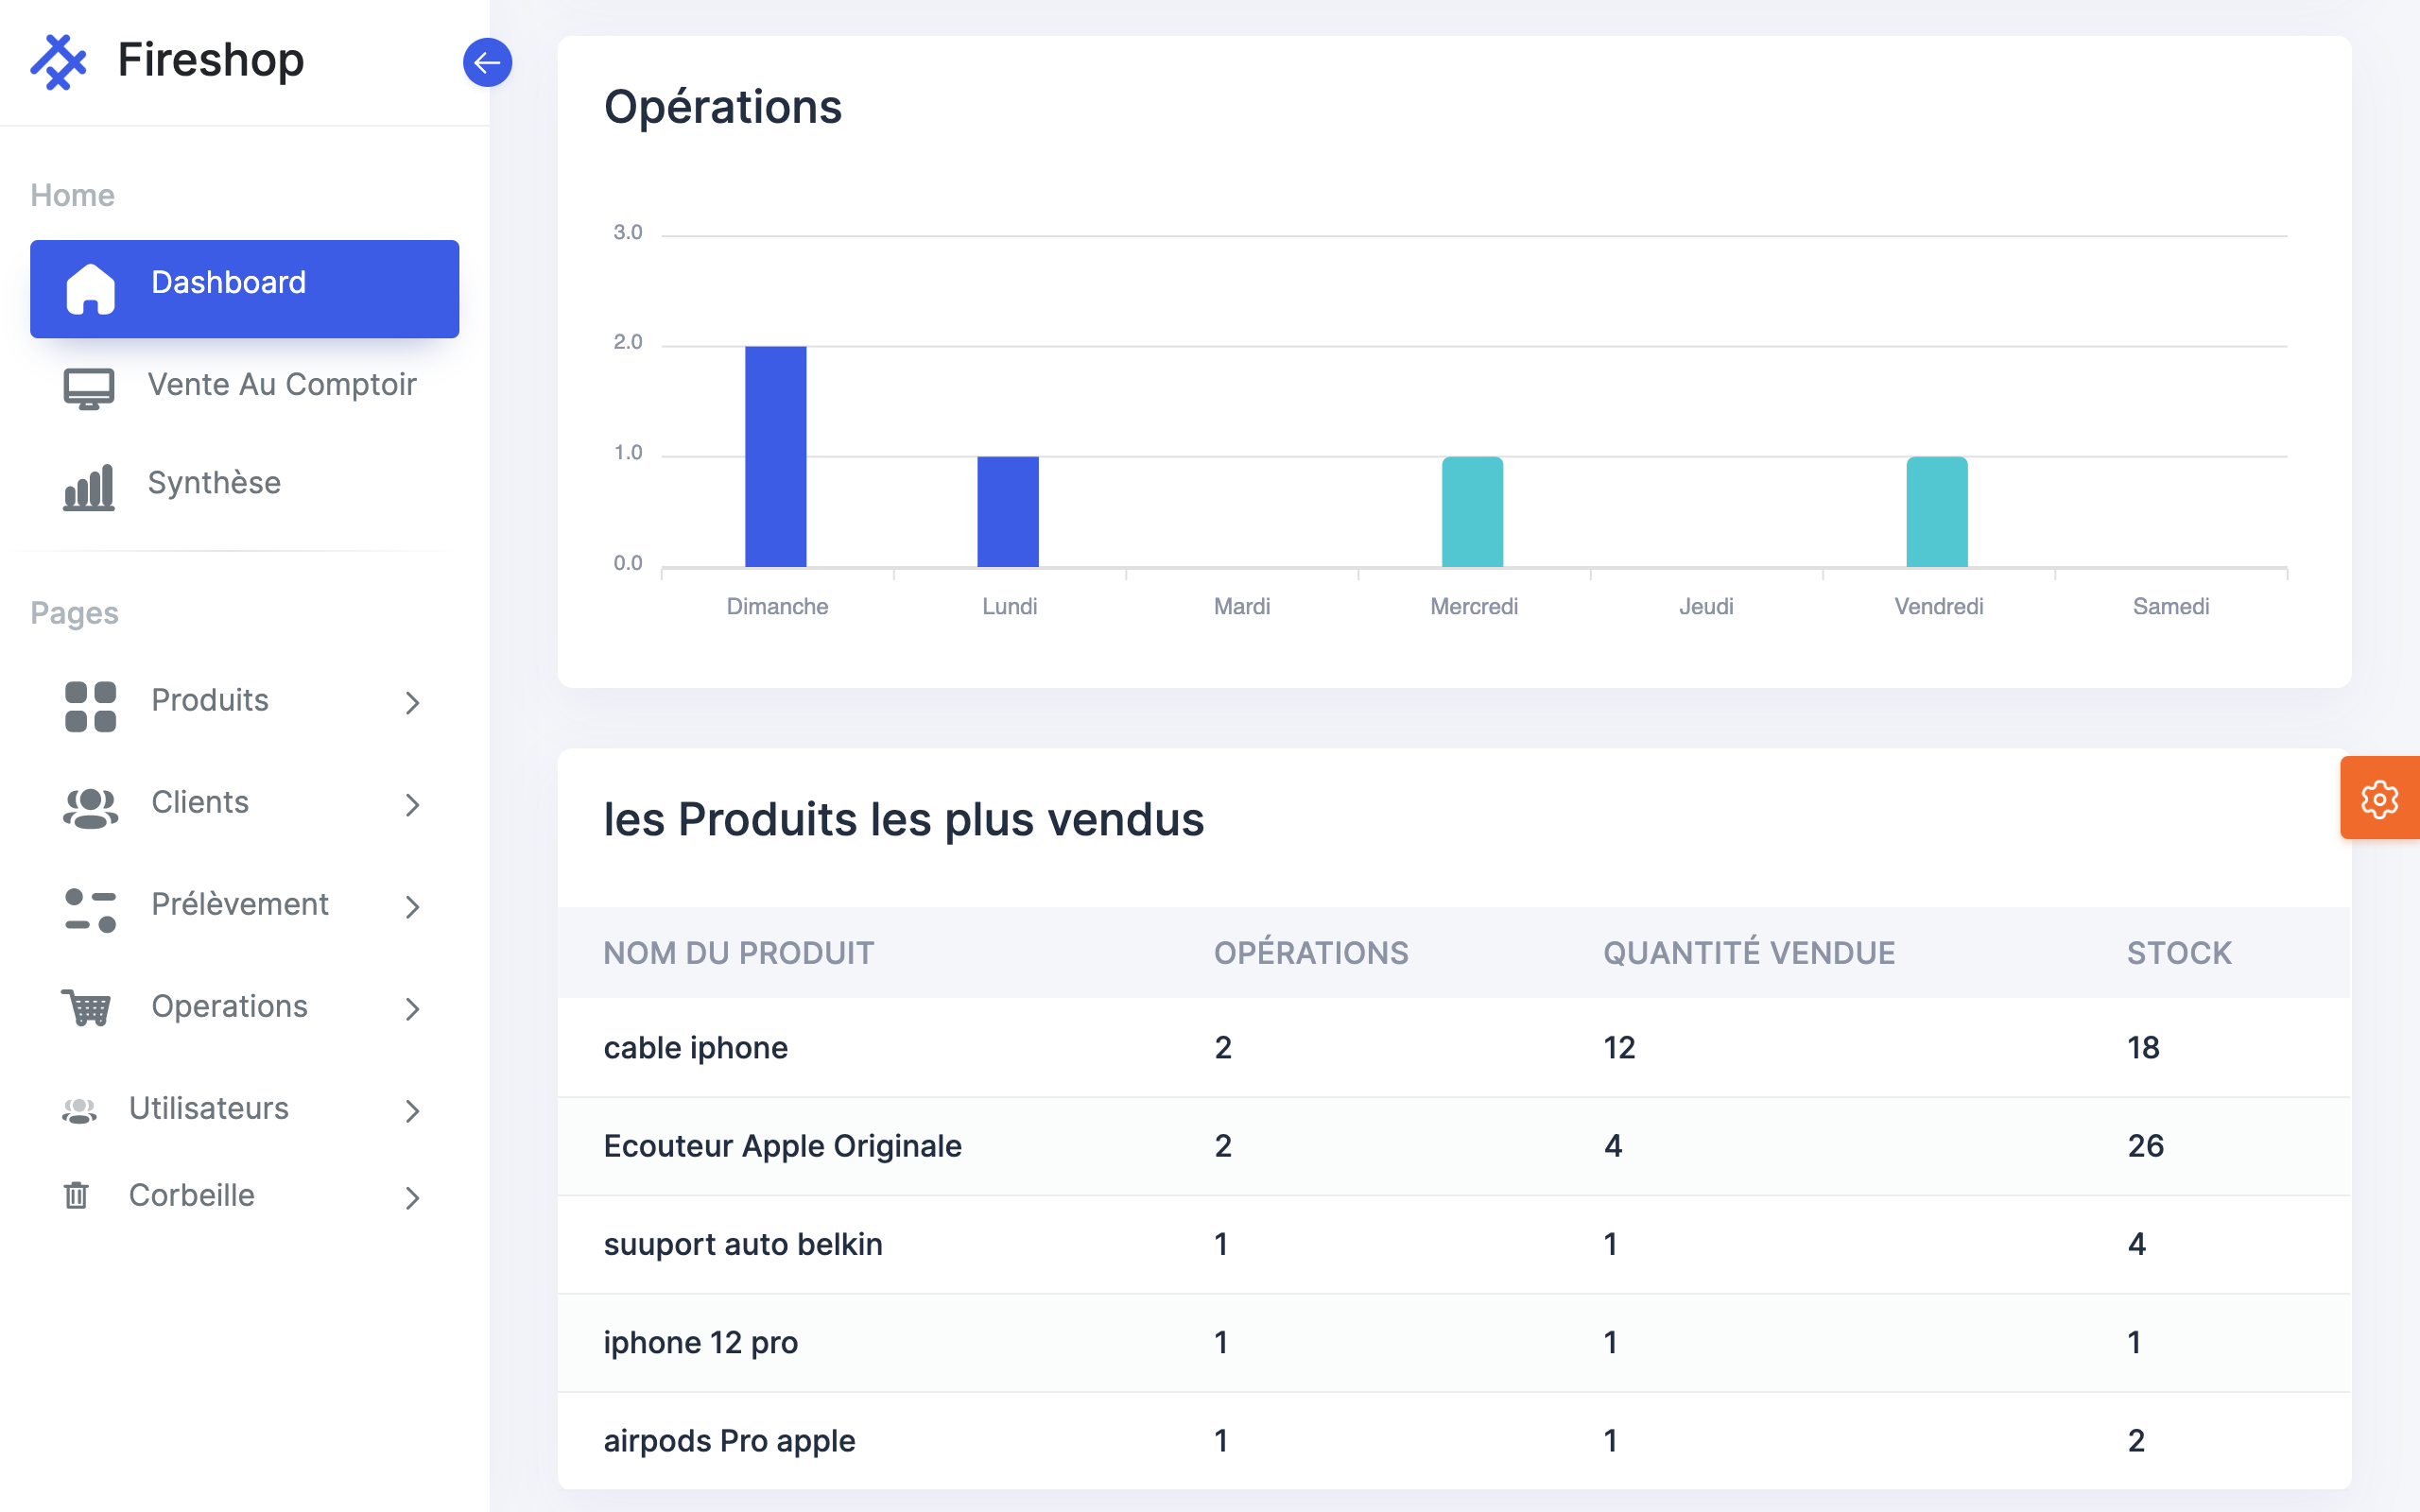 Fireshop
Home
Dashboard
Vente Au Comptoir
Synthèse
Pages
Produits
Clients
Prélèvement
Operations
Utilisateurs
Corbeille
Opérations
3.0
2.0
1.0
0.0
Dimanche Lundi Mardi Mercredi Jeudi Vendredi Samedi
les Produits les plus vendus
NOM DU PRODUIT OPÉRATIONS QUANTITÉ VENDUE STOCK
cable iphone 2 12 18
Ecouteur Apple Originale 2 4 26
suuport auto belkin 1 1 4
iphone 12 pro 1 1 1
airpods Pro apple 1 1 2